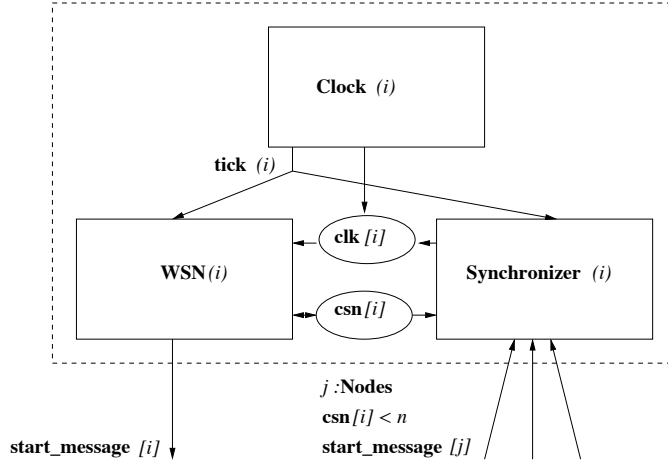 Clock (i)
tick (i)
clk [i]
WSN (i)
Synchronizer (i)
csn [i]
j :Nodes
csn [i] < n
start_message [i]
start_message [j]